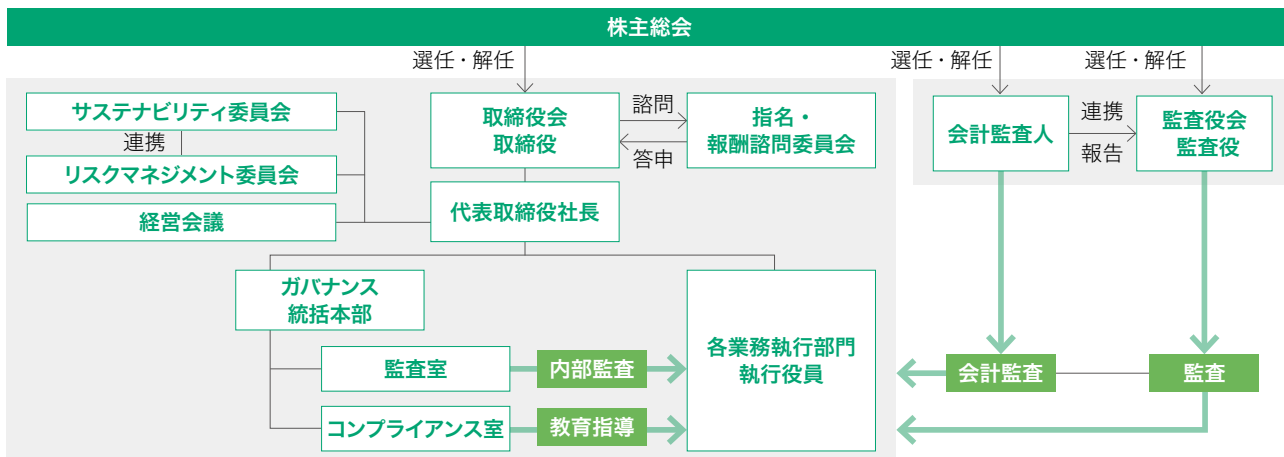 株主総会
選任・解任
選任・解任
選任・解任
サステナビリティ委員会
連携
リスクマネジメント委員会
経営会議
取締役会
取締役
諮問
答申
指名・
報酬諮問委員会
代表取締役社長
会計監査人
連携
報告
監査役会
監査役
ガバナンス
統括本部
監査室
内部監査
コンプライアンス室
教育指導
各業務執行部門
執行役員
会計監査
監査